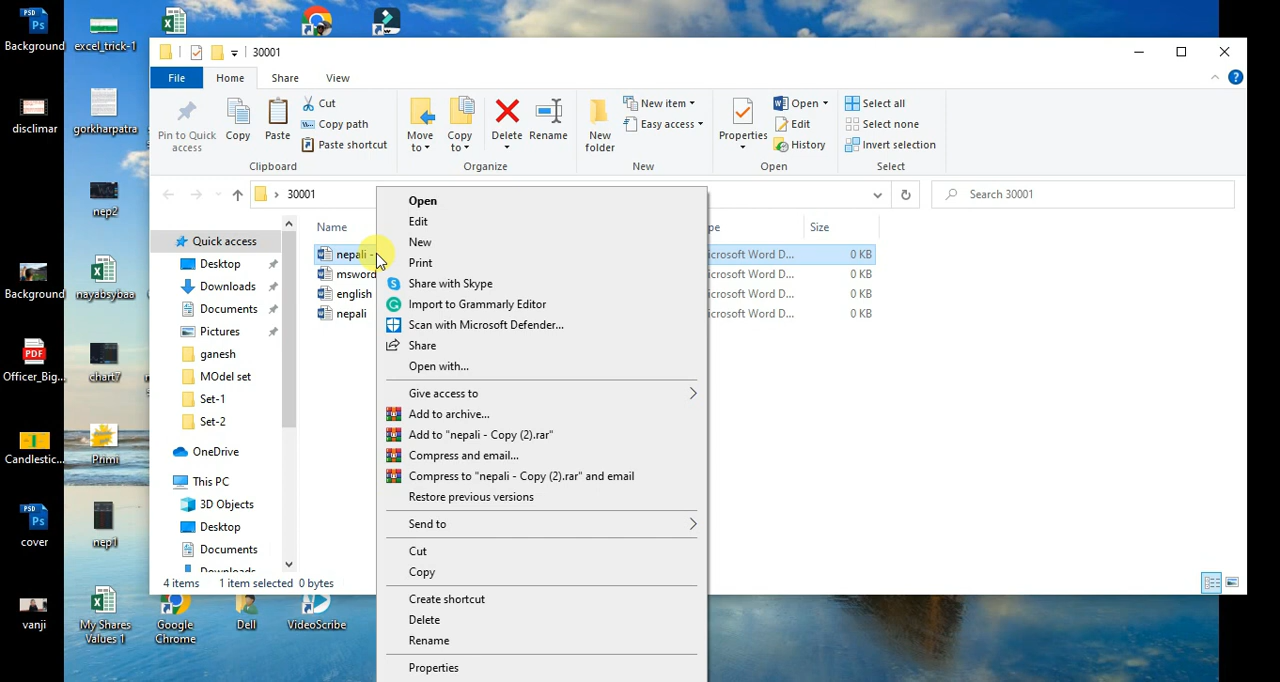 Background
excel_trick-1
disclimar
gorkharpatra
nep2
Background
nayabsybaa
Officer_Big...
chart7
Candlestic...
Primi
cover
nep1
vanji
My Shares
Values 1
Google
Chrome
Dell
VideoScribe
30001
File
Home
Share
View
Pin to Quick
access
Copy
Paste
Cut
Copy path
Paste shortcut
Clipboard
Move
to
Copy
to
Delete
Rename
Organize
New
folder
New item
Easy access
New
Properties
Open
Edit
History
Open
Select all
Select none
Invert selection
Select
30001
Search 30001
Quick access
Desktop
Downloads
Documents
Pictures
ganesh
MOdel set
Set-1
Set-2
OneDrive
This PC
3D Objects
Desktop
Documents
Downloads
Name
Size
nepali -
icrosoft Word D...
0 KB
msword
icrosoft Word D...
0 KB
english
icrosoft Word D...
0 KB
nepali
icrosoft Word D...
0 KB
Open
Edit
New
Print
Share with Skype
Import to Grammarly Editor
Scan with Microsoft Defender...
Share
Open with...
Give access to
Add to archive...
Add to "nepali - Copy (2).rar"
Compress and email...
Compress to "nepali - Copy (2).rar" and email
Restore previous versions
Send to
Cut
Copy
Create shortcut
Delete
Rename
Properties
4 items
1 item selected 0 bytes